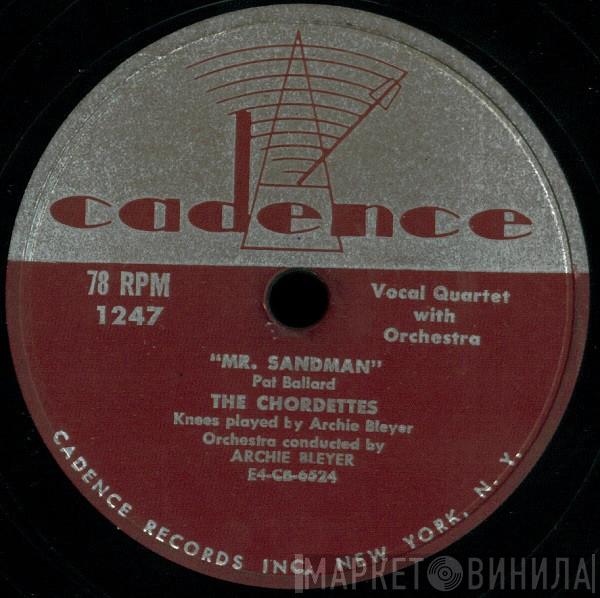 cadence
78 RPM
1247
Vocal Quartet
with
Orchestra
"MR. SANDMAN"
Pat Ballard
THE CHORDETTES
Knees played by Archie Bleyer
Orchestra conducted by
ARCHIE BLEYER
E4-CB-6524
CADENCE RECORDS INC. NEW YORK, N. Y.
МАРКЕТ ВИНИЛА